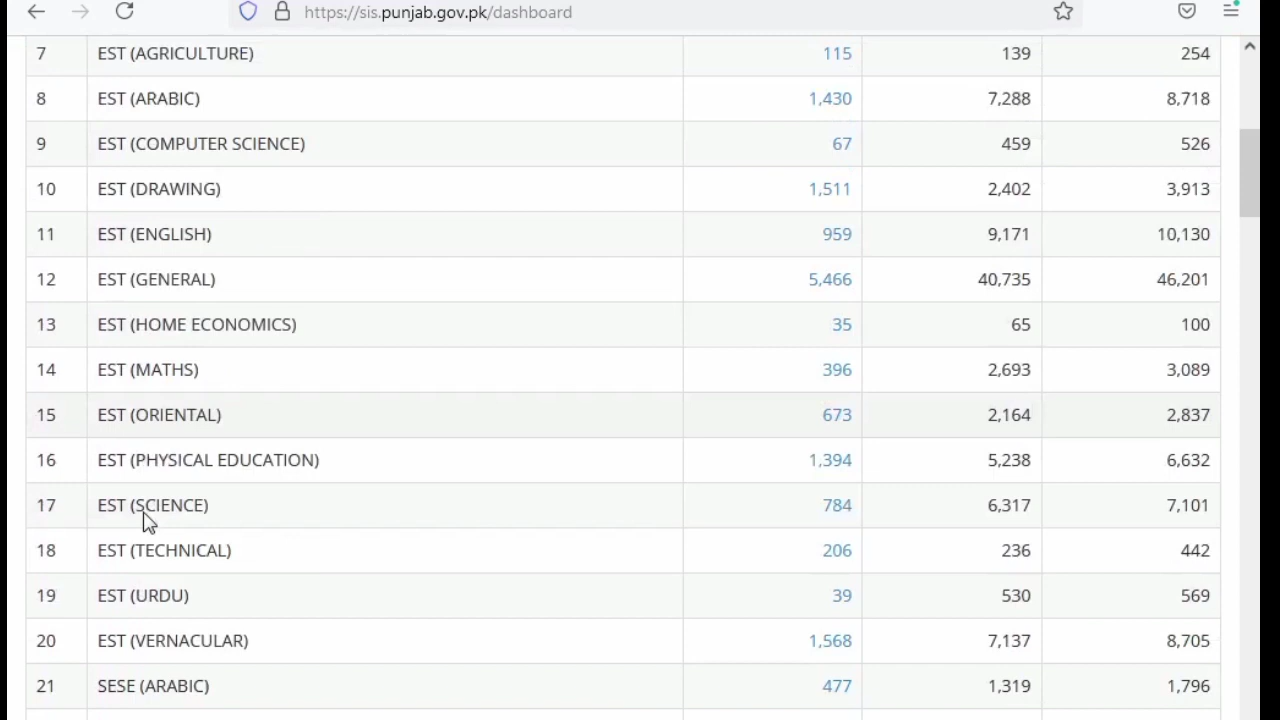 https://sis.punjab.gov.pk/dashboard
7 EST (AGRICULTURE) 115 139 254
8 EST (ARABIC) 1,430 7,288 8,718
9 EST (COMPUTER SCIENCE) 67 459 526
10 EST (DRAWING) 1,511 2,402 3,913
11 EST (ENGLISH) 959 9,171 10,130
12 EST (GENERAL) 5,466 40,735 46,201
13 EST (HOME ECONOMICS) 35 65 100
14 EST (MATHS) 396 2,693 3,089
15 EST (ORIENTAL) 673 2,164 2,837
16 EST (PHYSICAL EDUCATION) 1,394 5,238 6,632
17 EST (SCIENCE) 784 6,317 7,101
18 EST (TECHNICAL) 206 236 442
19 EST (URDU) 39 530 569
20 EST (VERNACULAR) 1,568 7,137 8,705
21 SESE (ARABIC) 477 1,319 1,796